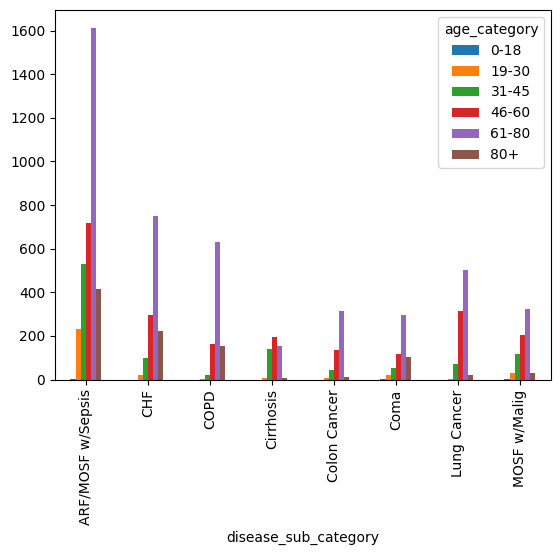 age_category
0-18
19-30
31-45
46-60
61-80
80+
1600
1400
1200
1000
800
600
400
200
0
ARF/MOSF w/Sepsis
CHF
COPD
Cirrhosis
Colon Cancer
Coma
Lung Cancer
MOSF w/Malig
disease_sub_category